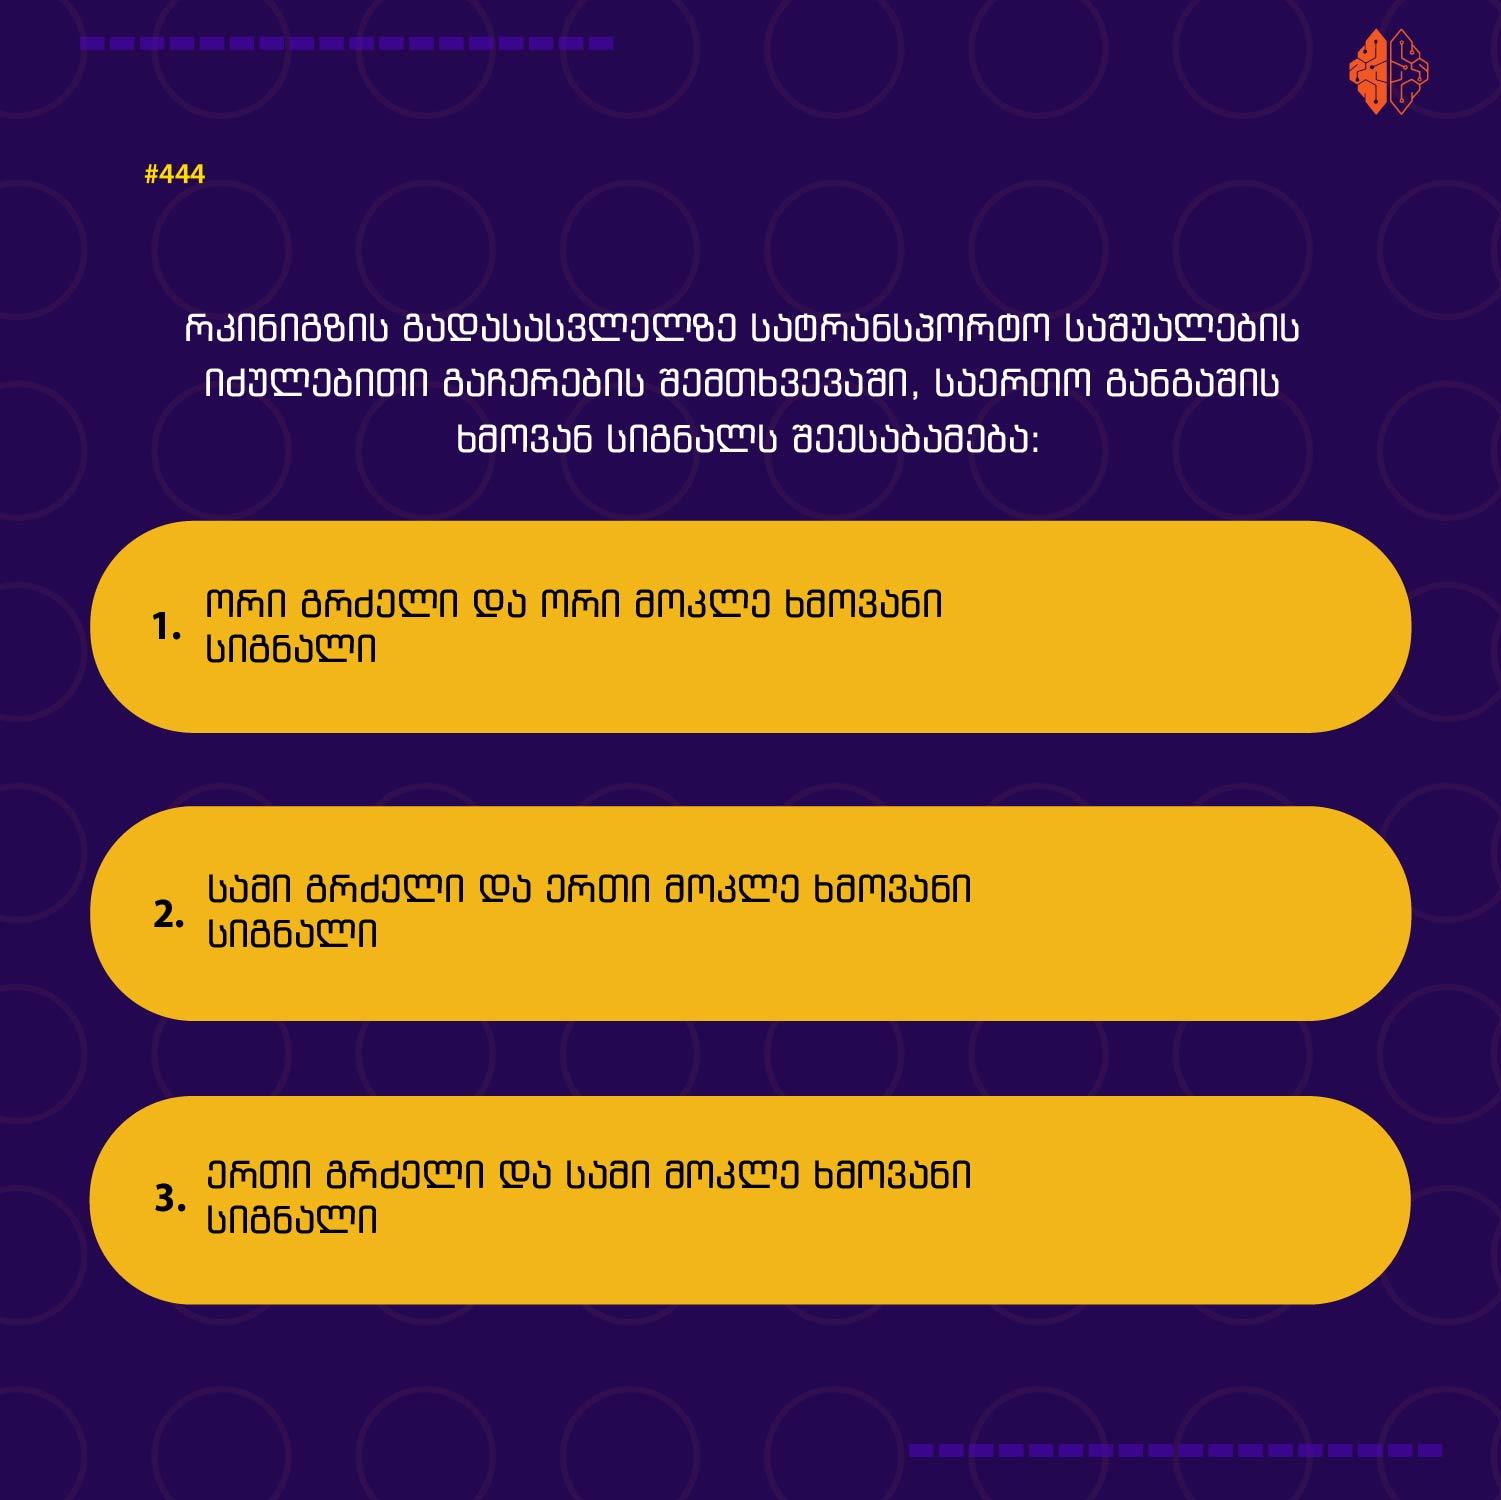 #444
რკინიგზის გადასასვლელზე სატრანსპორტო საშუალების
იძულებითი გაჩერების შემთხვევაში, საერთო განგაშის
ხმოვან სიგნალს შეესაბამება:
1. ორი გრძელი და ორი მოკლე ხმოვანი
სიგნალი
2. სამი გრძელი და ერთი მოკლე ხმოვანი
სიგნალი
3. ერთი გრძელი და სამი მოკლე ხმოვანი
სიგნალი